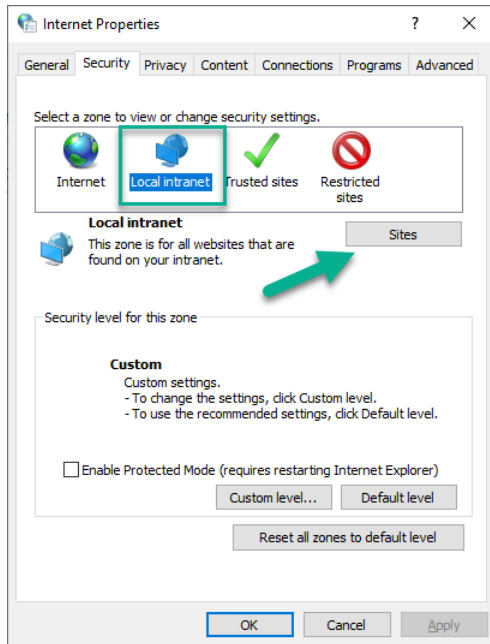 Internet Properties
? ×
General Security Privacy Content Connections Programs Advanced
Select a zone to view or change security settings.
Internet Local intranet Trusted sites Restricted
sites
Local intranet
Sites
This zone is for all websites that are
found on your intranet.
Security level for this zone
Custom
Custom settings.
- To change the settings, click Custom level.
- To use the recommended settings, click Default level.
Enable Protected Mode (requires restarting Internet Explorer)
Custom level... Default level
Reset all zones to default level
OK Cancel Apply